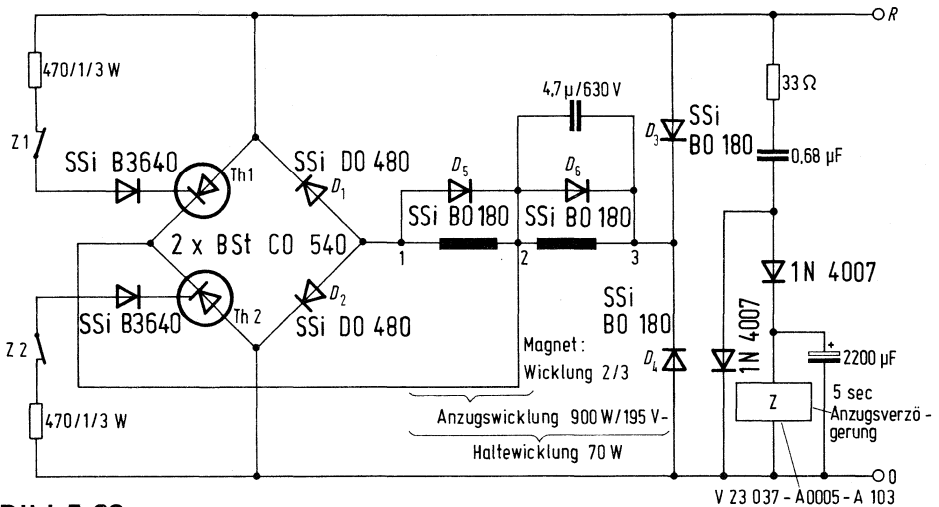 R
470/1/3 W
4,7µ/630 V
33 Ω
Z1
SSi B3640
Th1
SSi D0 480
D1
D5
D6
D3
SSi
B0 180
0,68 µF
SSi B0 180
SSi B0 180
2 x BSt C0 540
1
2
3
1N 4007
SSi B3640
Th 2
D2
SSi D0 480
SSi
B0 180
D4
1N 4007
+
2200 µF
Z2
Magnet:
Wicklung 2/3
Z
5 sec
Anzugsverzö-
gerung
470/1/3 W
Anzugswicklung 900 W/195 V-
Haltewicklung 70 W
0
V 23 037 - A0005 - A 103